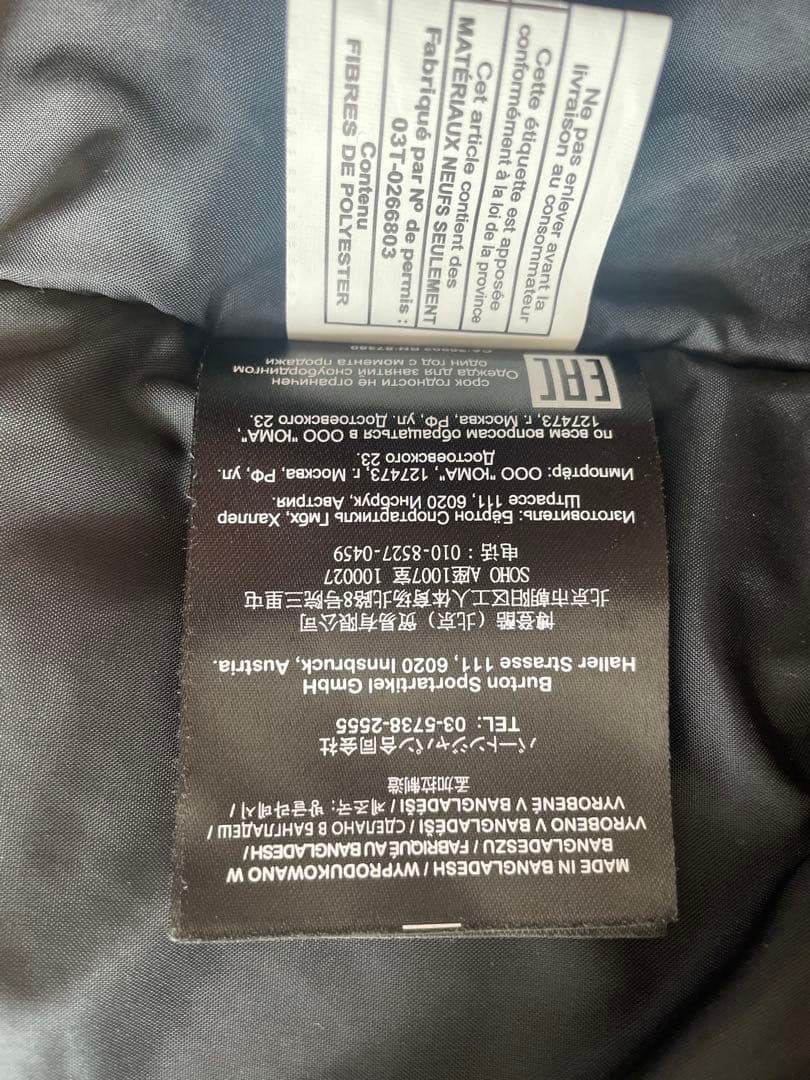 Ne pas enlever avant la
livraison au consommateur
Cette étiquette est apposée
conformément à la loi de la province
Cet article contient des
MATÉRIAUX NEUFS SEULEMENT
Fabriqué par Nº de permis :
03T-0266803
Contenu
FIBRES DE POLYESTER
MADE IN BANGLADESH / WYPRODUKOWANO W
BANGLADESZU / FABRIQUÉ AU BANGLADESH /
VYROBENO V BANGLADÉŠI / СДЕЛАНО В БАНГЛАДЕШ /
VYROBENÉ V BANGLADÉŠI / 제조국: 방글라데시 /
孟加拉制造
バートンジャパン合同会社
TEL: 03-5738-2555
Burton Sportartikel GmbH
Haller Strasse 111, 6020 Innsbruck, Austria.
博登酷（北京）贸易有限公司
北京市朝阳区工人体育场北路8号院三里屯
SOHO A座1007室 100027
电话：010-8527-0459
Изготовитель: Бёртон Спортартикль Гмбх, Халлер
Штрассе 111, 6020 Инсбрук, Австрия.
Импортёр: ООО "ЮМА", 127473, г. Москва, РФ, ул.
Достоевского 23.
по всем вопросам обращаться в ООО "ЮМА",
127473, г. Москва, РФ, ул. Достоевского 23.
EAC
срок годности не ограничен
Одежда для занятий сноубордингом
один год с момента продажи